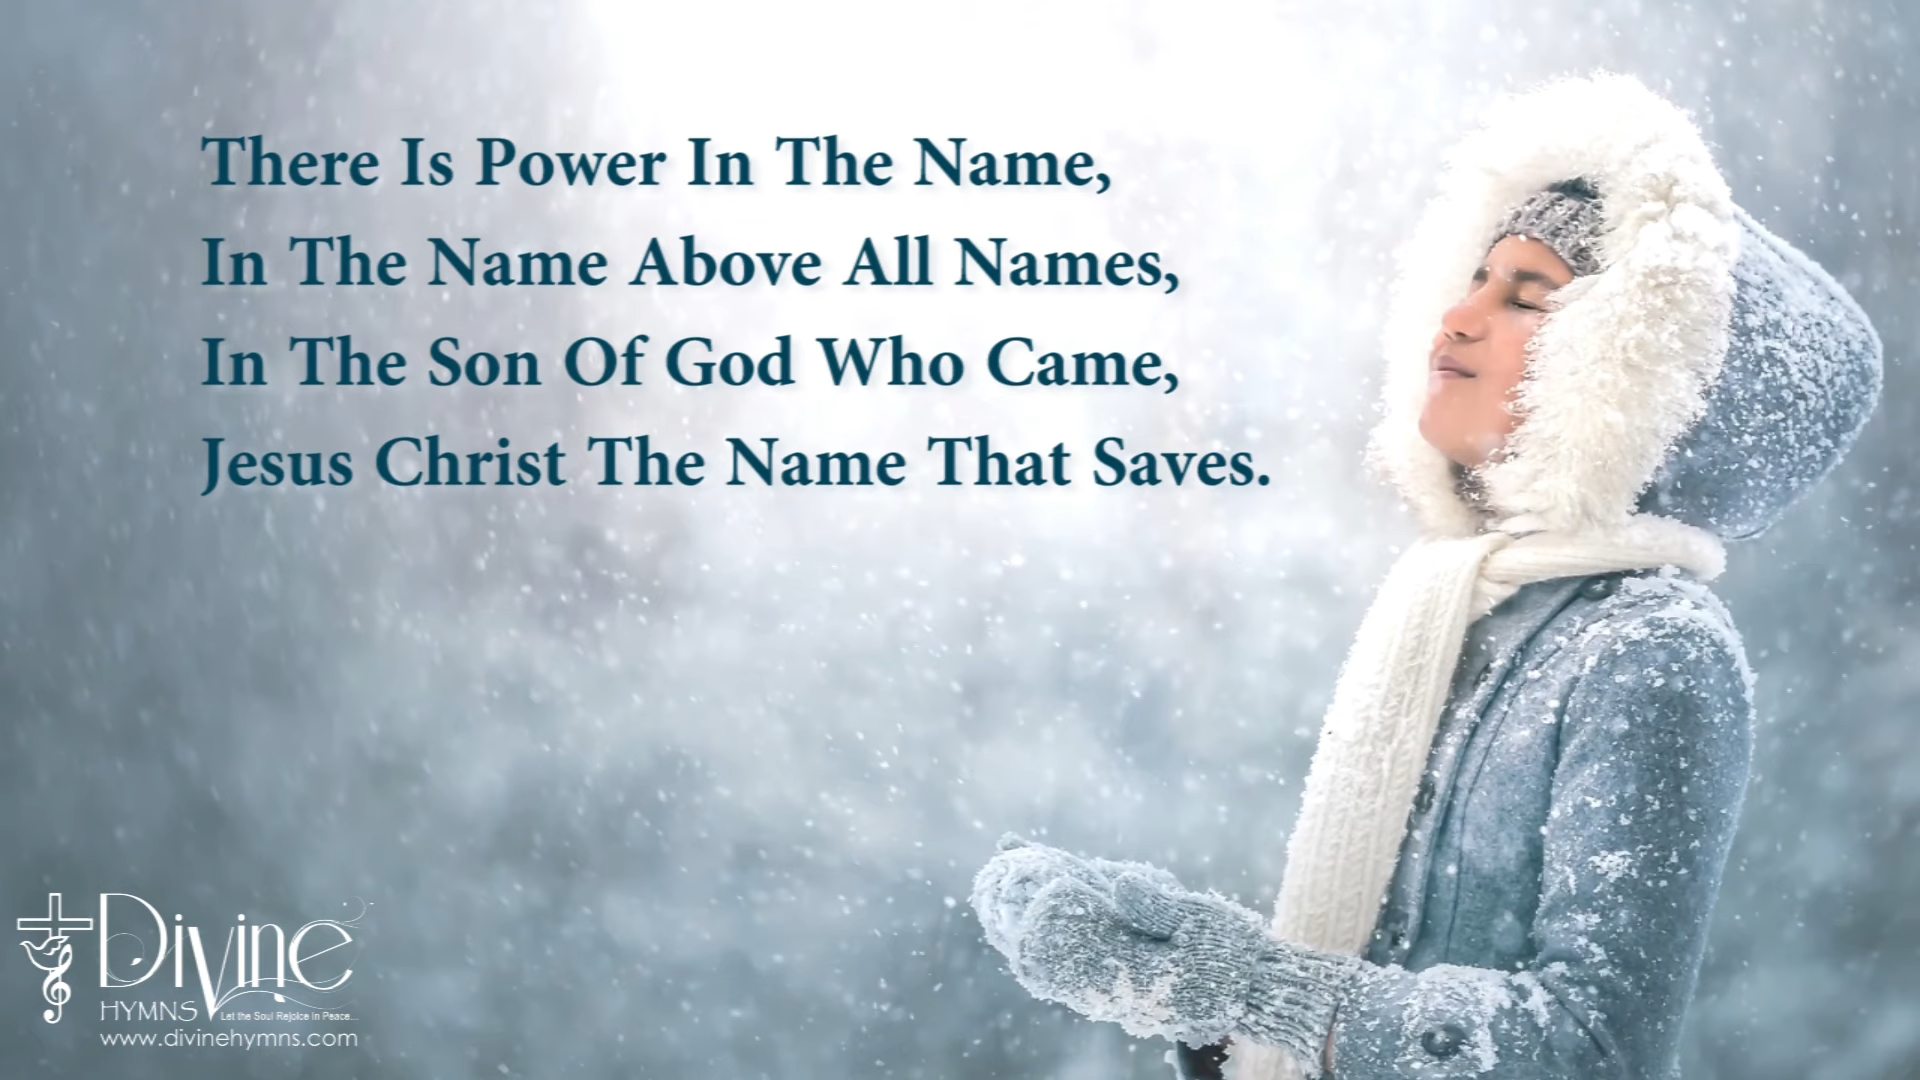 There Is Power In The Name,
In The Name Above All Names,
In The Son Of God Who Came,
Jesus Christ The Name That Saves.
Divine
HYMNS
Let the Soul Rejoice In Peace...
www.divinehymns.com